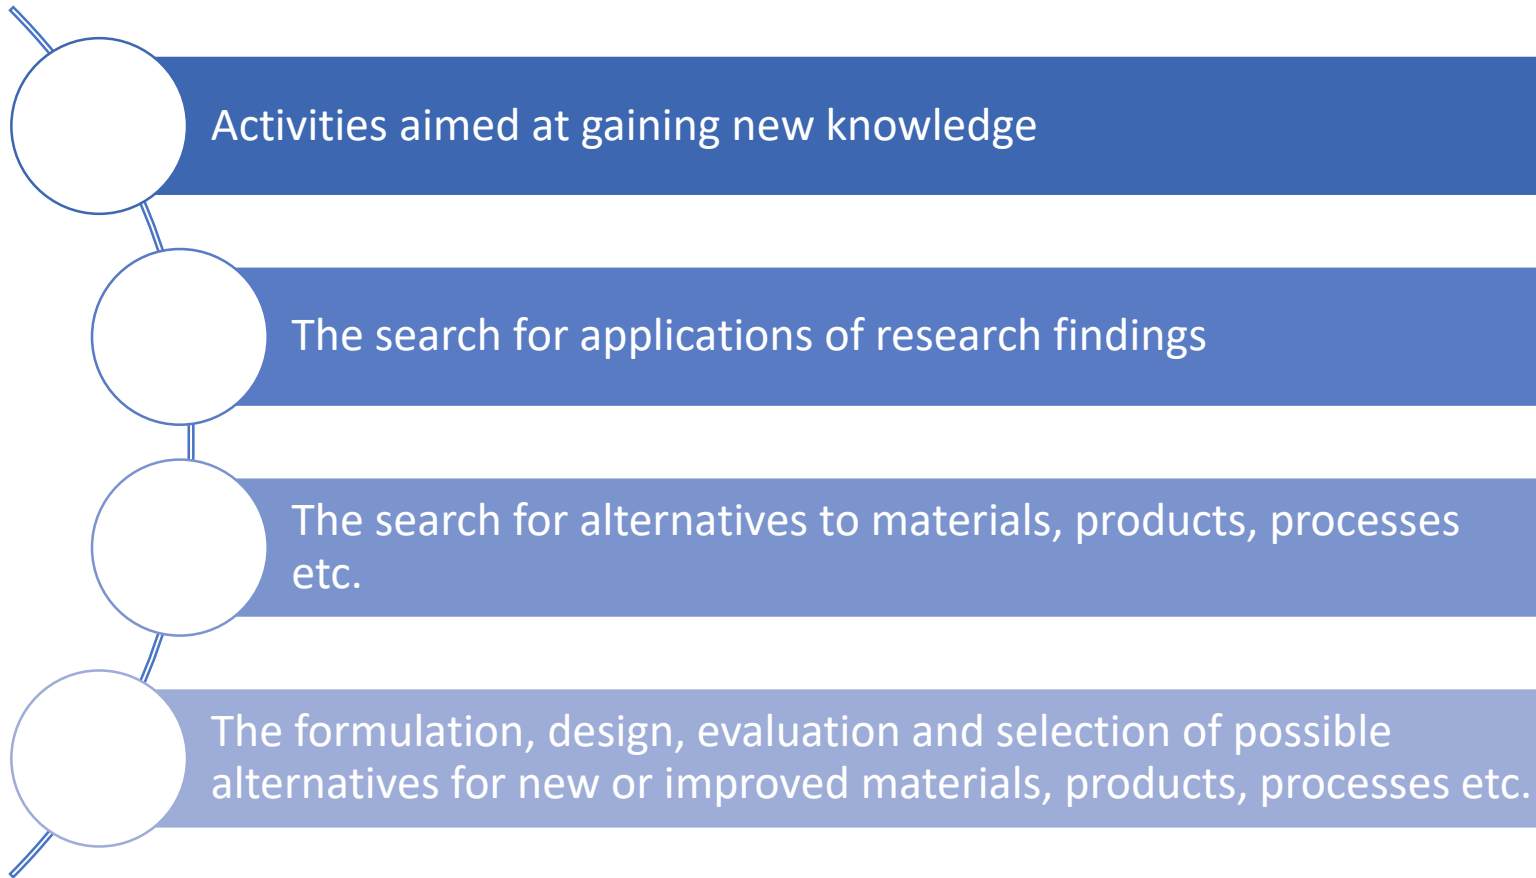 Activities aimed at gaining new knowledge
The search for applications of research findings
The search for alternatives to materials, products, processes
etc.
The formulation, design, evaluation and selection of possible
alternatives for new or improved materials, products, processes etc.